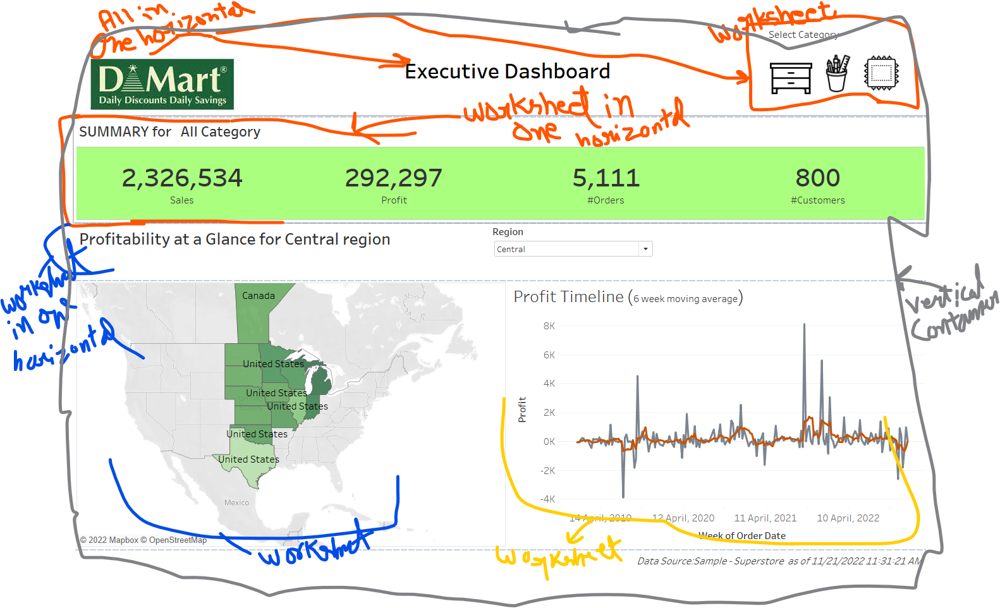 All in
one horizontal
worksheet
Select Category
D Mart®
Daily Discounts Daily Savings
Executive Dashboard
worksheet in
one horizontal
SUMMARY for All Category
2,326,534
292,297
5,111
800
Sales
Profit
#Orders
#Customers
Profitability at a Glance for Central region
Region
Central
worksheet
in one
horizontal
vertical
Container
Canada
United States
United States
United
States
United States
United States
United States
Mexico
© 2022 Mapbox © OpenStreetMap
worksheet
Profit Timeline (6 week moving average)
8K
6K
4K
2K
0K
-2K
-4K
Profit
14 April, 2019
12 April, 2020
11 April, 2021
10 April, 2022
Week of Order Date
worksheet
Data Source:Sample - Superstore as of 11/21/2022 11:31:21 AM